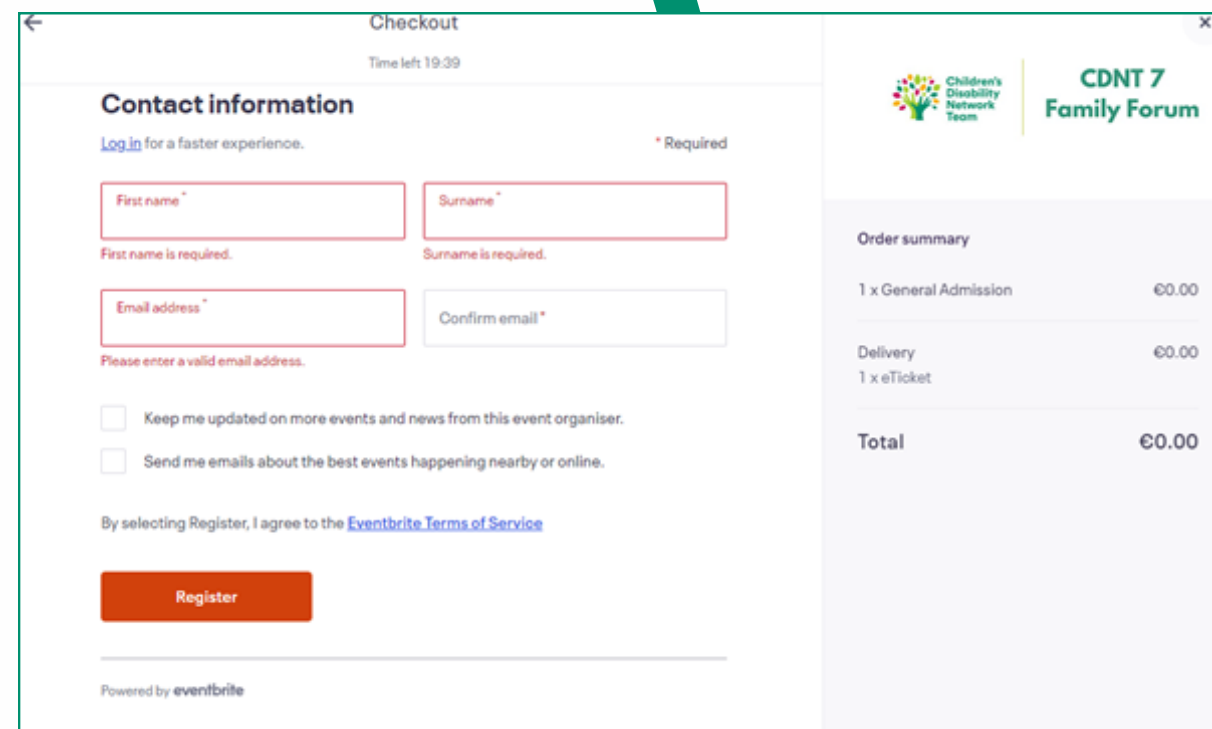 Checkout
Time left 19:39
Contact information
Log in for a faster experience.
* Required
First name *
Surname *
First name is required.
Surname is required.
Email address *
Confirm email *
Please enter a valid email address.
Keep me updated on more events and news from this event organiser.
Send me emails about the best events happening nearby or online.
By selecting Register, I agree to the Eventbrite Terms of Service
Register
Powered by eventbrite
Children's
Disability
Network
Team
CDNT 7
Family Forum
Order summary
1 x General Admission €0.00
Delivery €0.00
1 x eTicket
Total €0.00